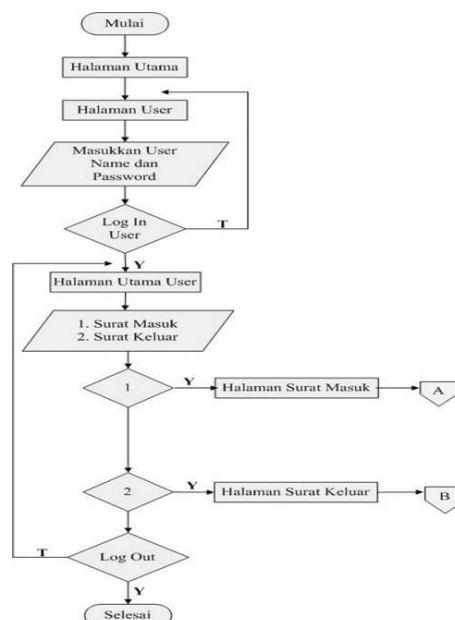 Mulai
Halaman Utama
Halaman User
Masukkan User
Name dan
Password
Log In
User
T
Y
Halaman Utama User
1. Surat Masuk
2. Surat Keluar
1
Y
Halaman Surat Masuk
A
2
Y
Halaman Surat Keluar
B
T
Log Out
Y
Selesai